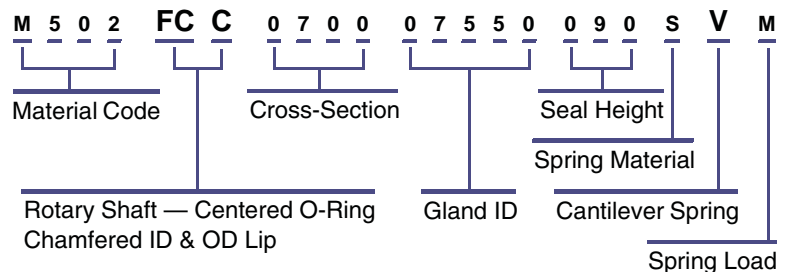 M 5 0 2 FC C 0 7 0 0 0 7 5 5 0 0 9 0 S V M
Material Code
Cross-Section
Seal Height
Spring Material
Rotary Shaft — Centered O-Ring
Chamfered ID & OD Lip
Gland ID
Cantilever Spring
Spring Load